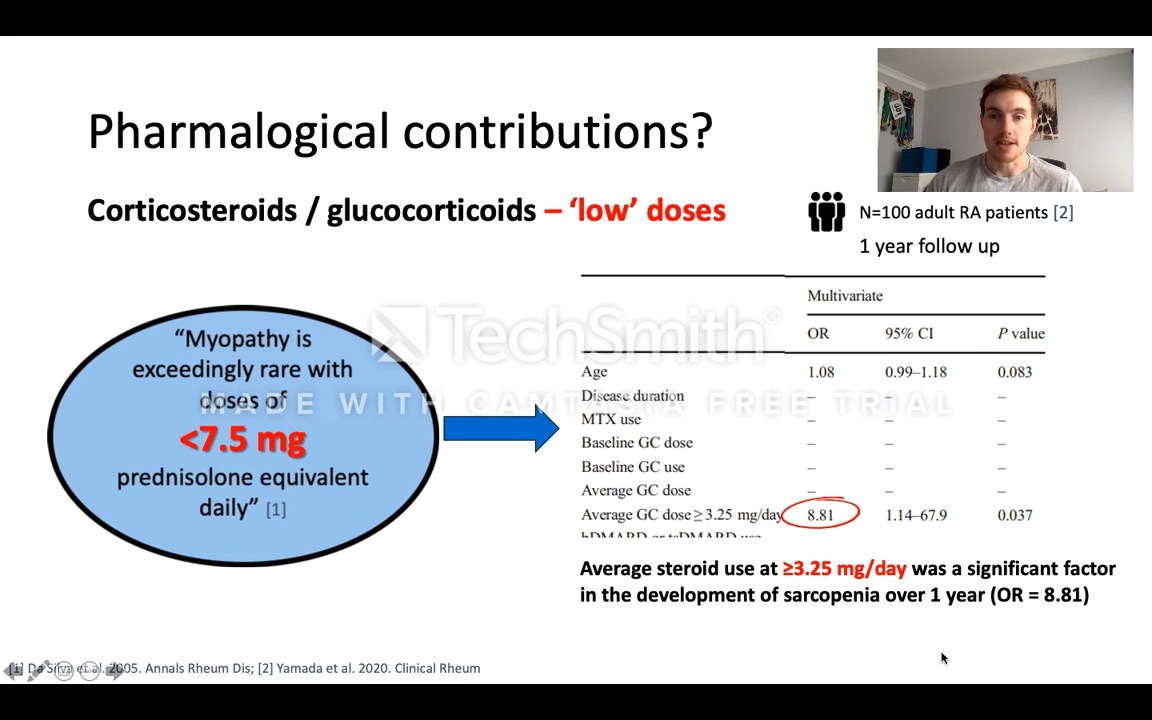 Pharmalogical contributions?
Corticosteroids / glucocorticoids – ‘low’ doses
N=100 adult RA patients [2]
1 year follow up
“Myopathy is
exceedingly rare with
doses of
<7.5 mg
prednisolone equivalent
daily” [1]
Multivariate
OR 95% CI P value
Age 1.08 0.99–1.18 0.083
Disease duration – – –
MTX use – – –
Baseline GC dose – – –
Baseline GC use – – –
Average GC dose – – –
Average GC dose≥3.25 mg/day 8.81 1.14–67.9 0.037
bDMARD or tsDMARD use
Average steroid use at ≥3.25 mg/day was a significant factor
in the development of sarcopenia over 1 year (OR = 8.81)
[1] Da Silva et al. 2005. Annals Rheum Dis; [2] Yamada et al. 2020. Clinical Rheum
TechSmith®
MADE WITH CAMTASIA FREE TRIAL